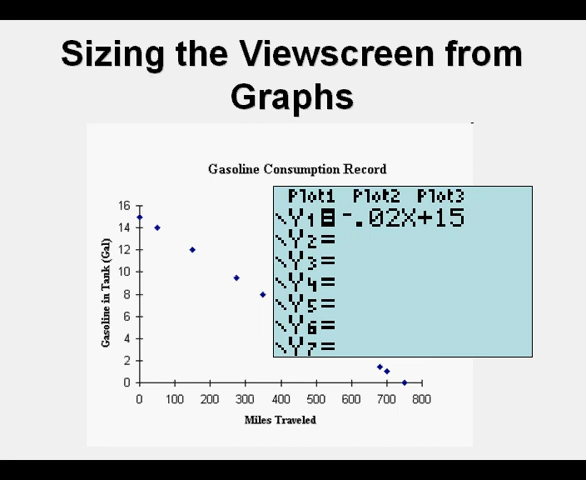 Sizing the Viewscreen from
Graphs
Gasoline Consumption Record
Plot1 Plot2 Plot3
\Y1=-.02X+15
\Y2=
\Y3=
\Y4=
\Y5=
\Y6=
\Y7=
Gasoline in Tank (Gal)
16
14
12
10
8
6
4
2
0
0 100 200 300 400 500 600 700 800
Miles Traveled